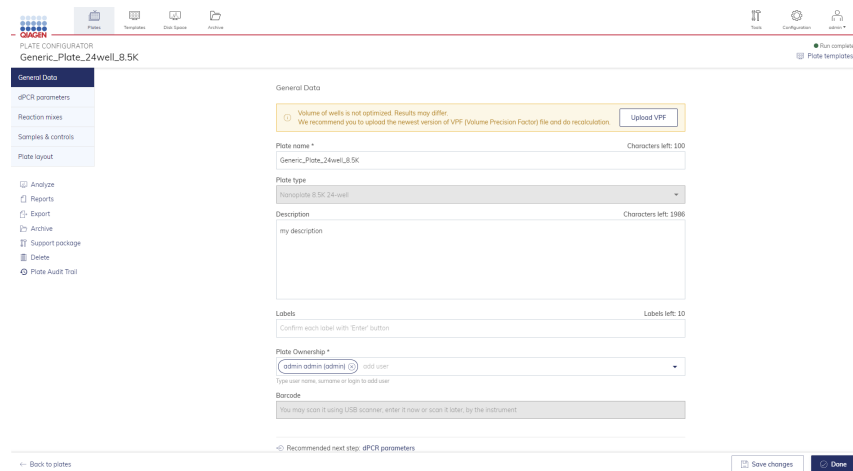 QIAGEN
Plates
Templates
Disc Space
Archive
Tools
Configuration
admin
PLATE CONFIGURATOR
Generic_Plate_24well_8.5K
Run complete
Plate templates
General Data
dPCR parameters
Reaction mixes
Samples & controls
Plate layout
Analyze
Reports
Export
Archive
Support package
Delete
Plate Audit Trail
General Data
Volume of wells is not optimized. Results may differ.
We recommend you to upload the newest version of VPF (Volume Precision Factor) file and do recalculation.
Upload VPF
Plate name * Characters left: 100
Generic_Plate_24well_8.5K
Plate type
Nanoplate 8.5K 24-well
Description Characters left: 1986
my description
Labels Labels left: 10
Confirm each label with 'Enter' button.
Plate Ownership *
admin admin (admin) add user
Type user name, surname or login to add user
Barcode
You may scan it using USB scanner, enter it now or scan it later, by the instrument
Recommended next step: dPCR parameters
← Back to plates
Save changes
Done